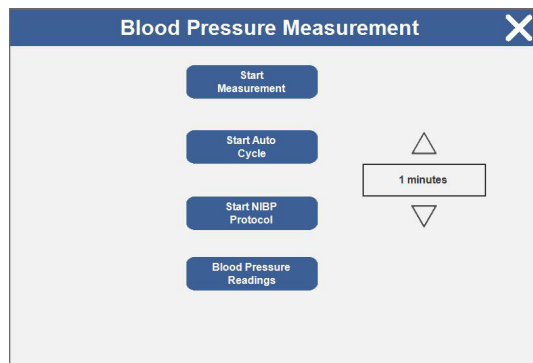 Blood Pressure Measurement
Start
Measurement
Start Auto
Cycle
1 minutes
Start NIBP
Protocol
Blood Pressure
Readings